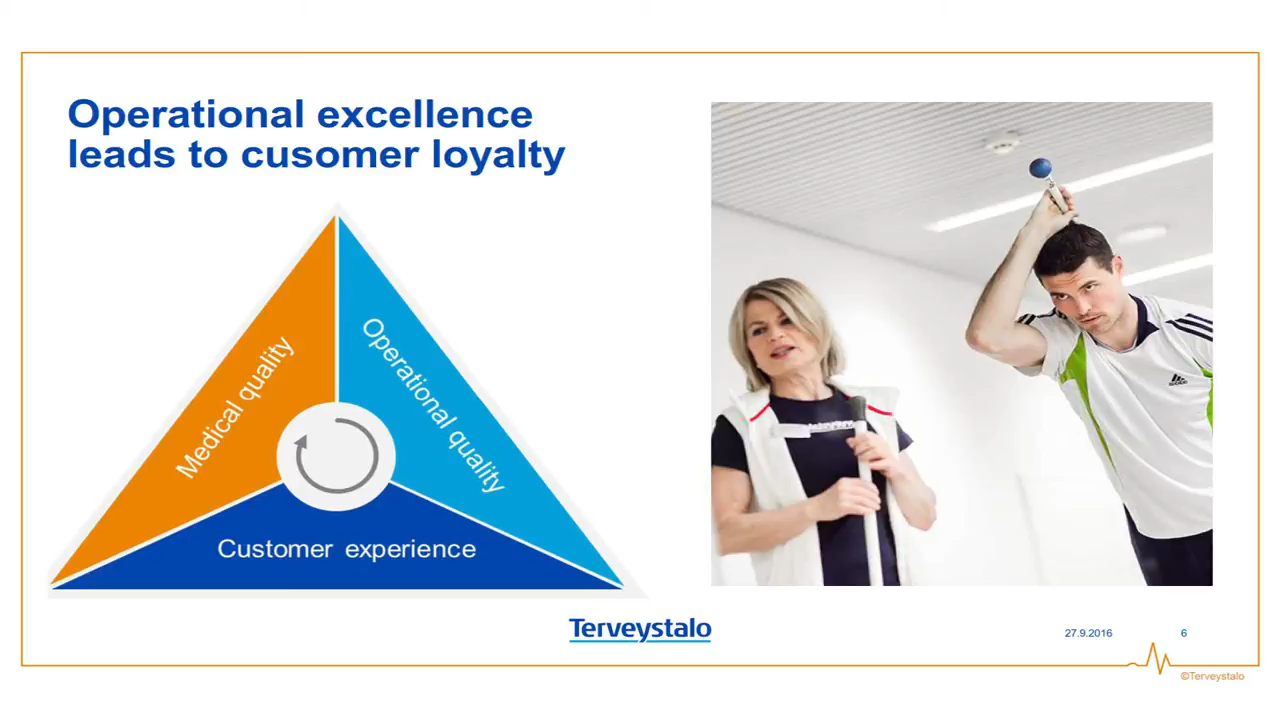 Operational excellence
leads to cusomer loyalty
Medical quality
Operational quality
Customer experience
Terveystalo
27.9.2016
6
©Terveystalo